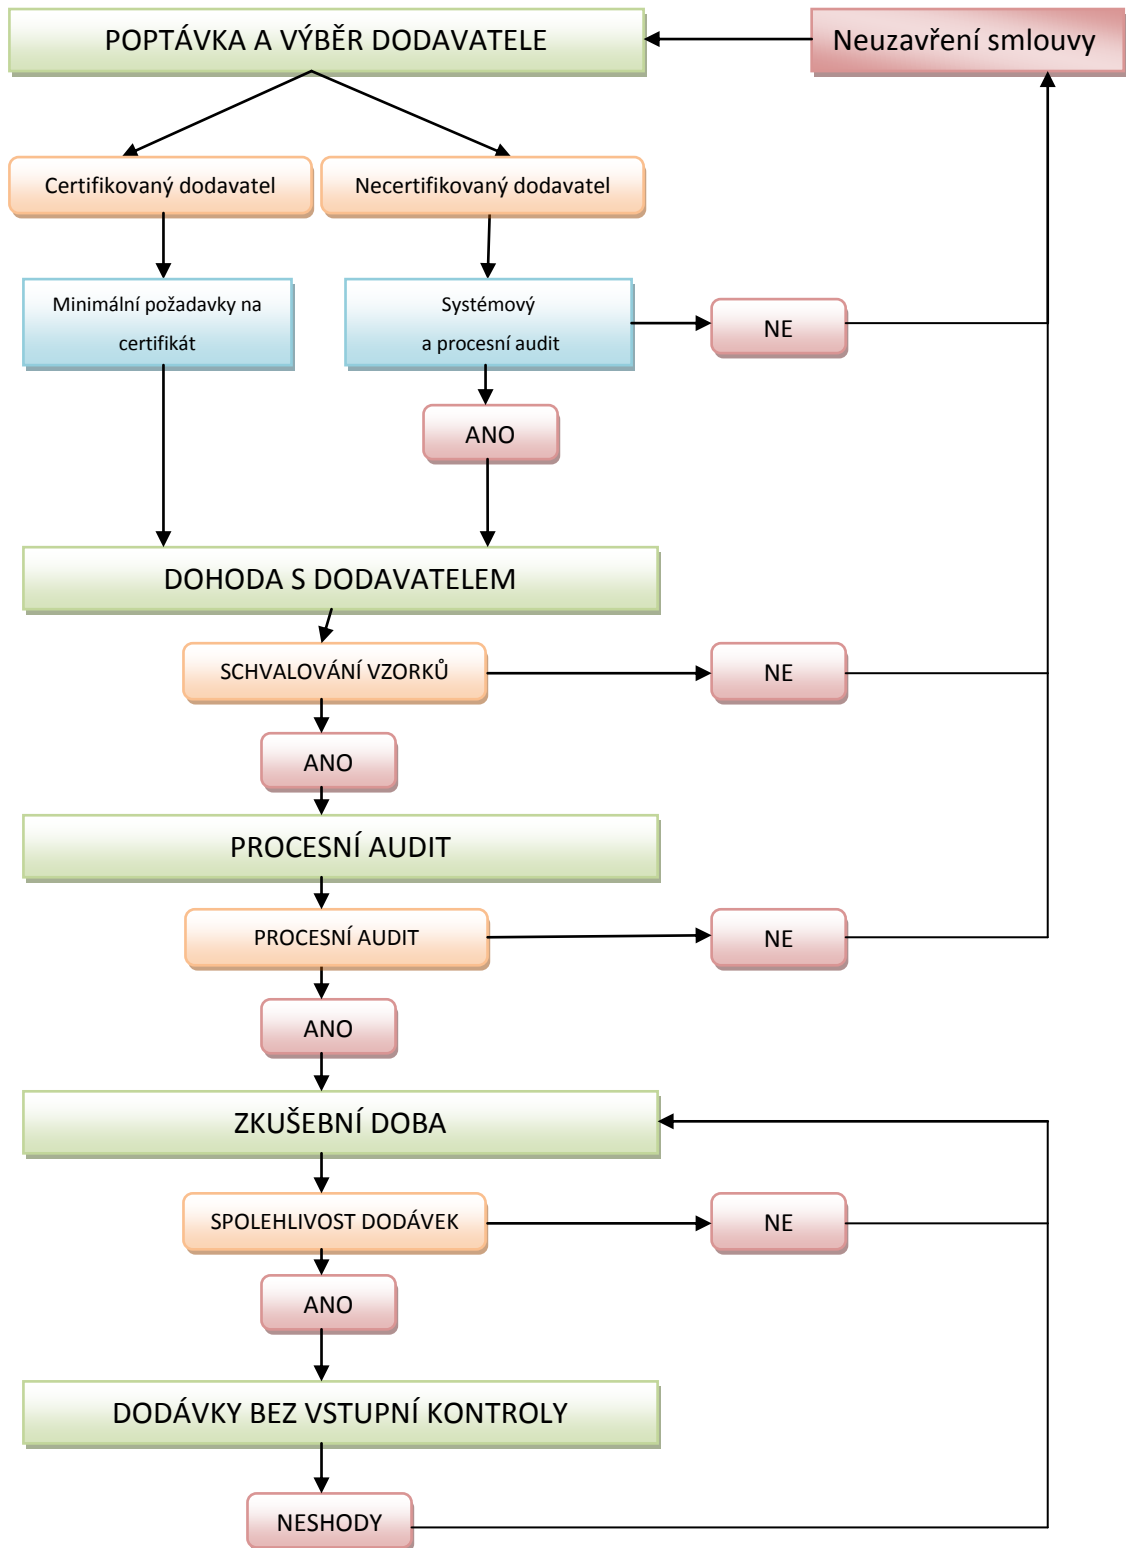 POPTÁVKA A VÝBĚR DODAVATELE
Neuzavření smlouvy
Certifikovaný dodavatel
Necertifikovaný dodavatel
Minimální požadavky na
certifikát
Systémový
a procesní audit
NE
ANO
DOHODA S DODAVATELEM
SCHVALOVÁNÍ VZORKŮ
NE
ANO
PROCESNÍ AUDIT
PROCESNÍ AUDIT
NE
ANO
ZKUŠEBNÍ DOBA
SPOLEHLIVOST DODÁVEK
NE
ANO
DODÁVKY BEZ VSTUPNÍ KONTROLY
NESHODY